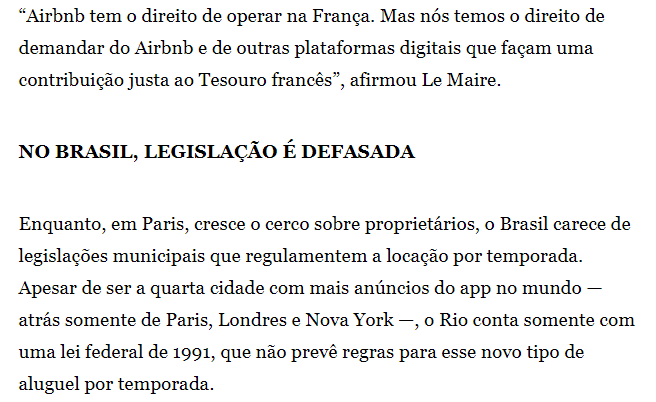 “Airbnb tem o direito de operar na França. Mas nós temos o direito de
demandar do Airbnb e de outras plataformas digitais que façam uma
contribuição justa ao Tesouro francês”, afirmou Le Maire.
NO BRASIL, LEGISLAÇÃO É DEFASADA
Enquanto, em Paris, cresce o cerco sobre proprietários, o Brasil carece de
legislações municipais que regulamentem a locação por temporada.
Apesar de ser a quarta cidade com mais anúncios do app no mundo —
atrás somente de Paris, Londres e Nova York —, o Rio conta somente com
uma lei federal de 1991, que não prevê regras para esse novo tipo de
aluguel por temporada.